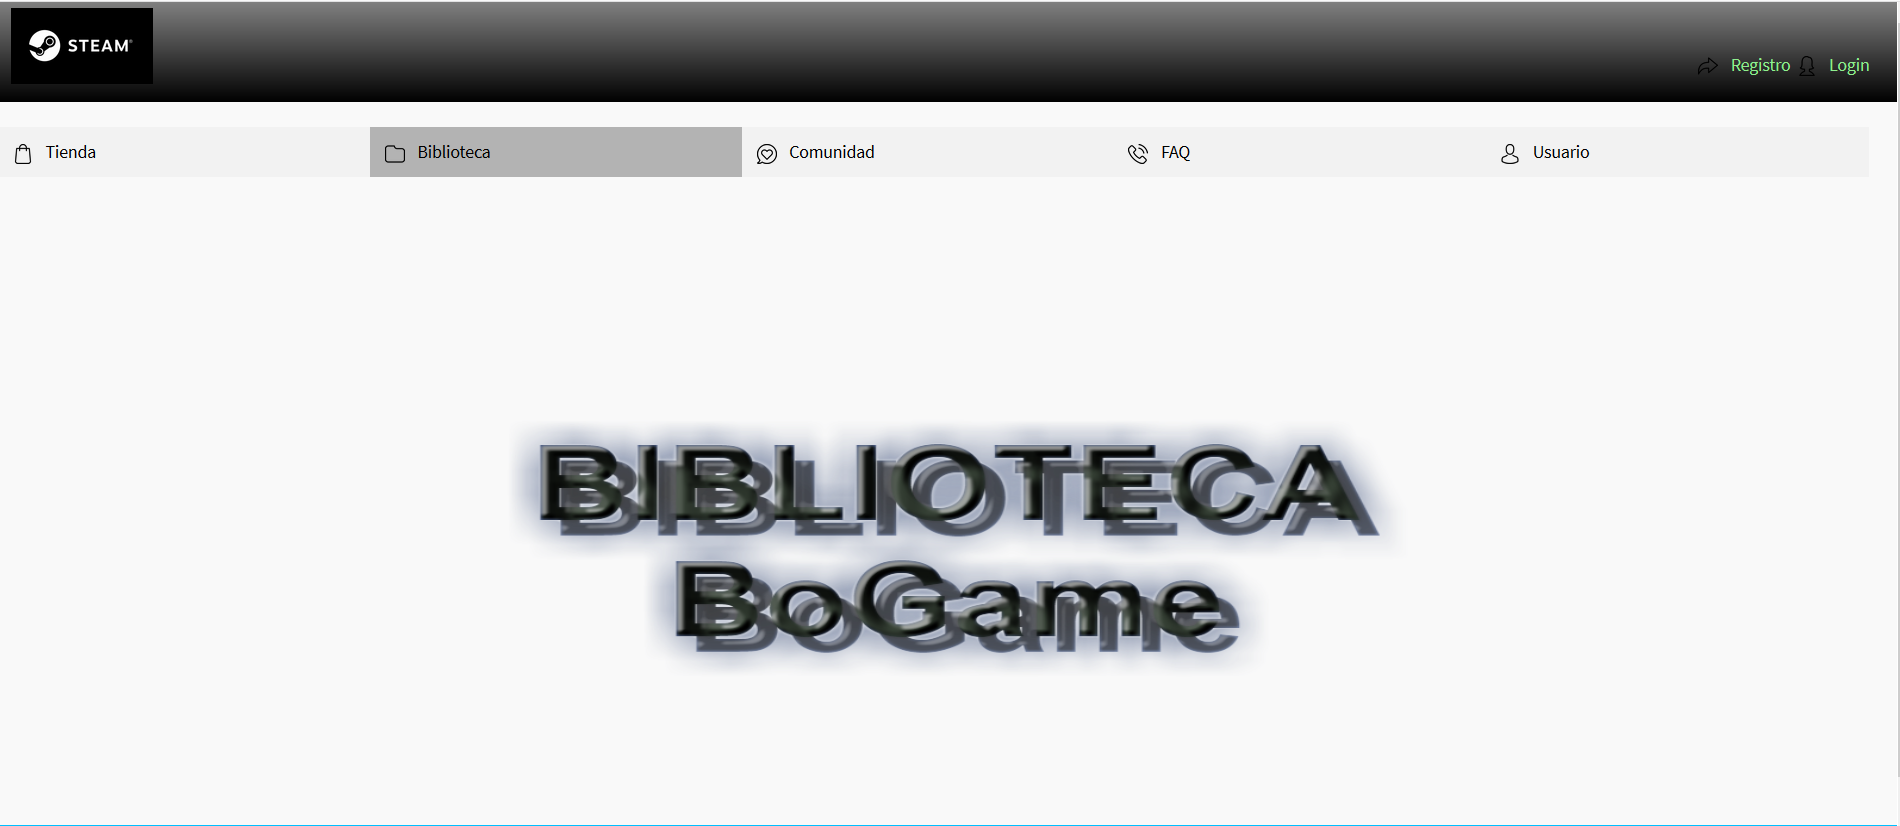 STEAM
Registro Login
Tienda Biblioteca Comunidad FAQ Usuario
BIBLIOTECA
BoGame